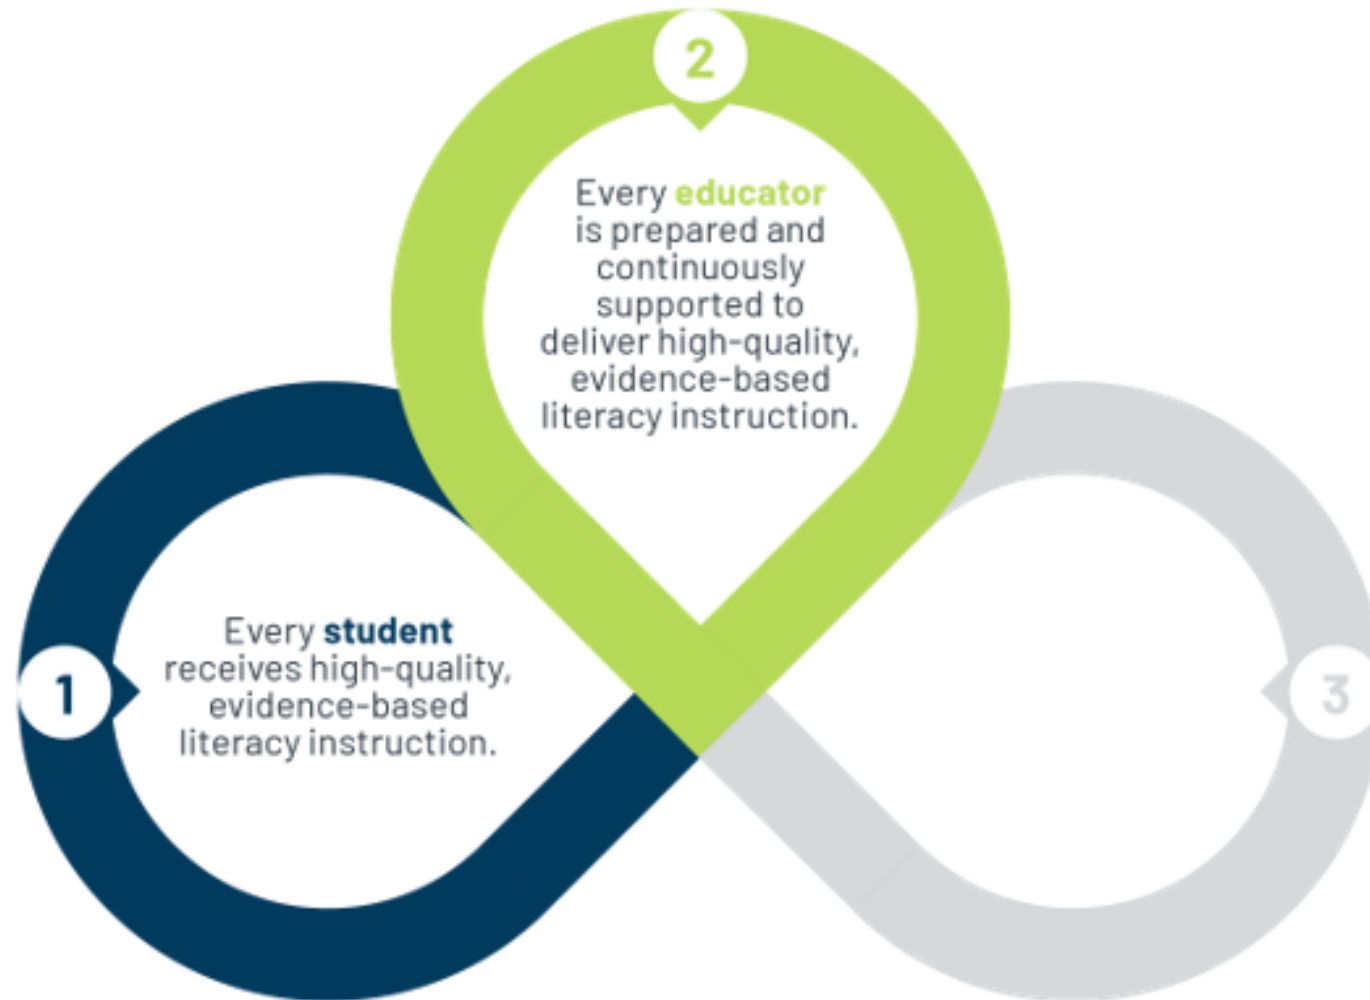 1
Every student
receives high-quality,
evidence-based
literacy instruction.
2
Every educator
is prepared and
continuously
supported to
deliver high-quality,
evidence-based
literacy instruction.
3